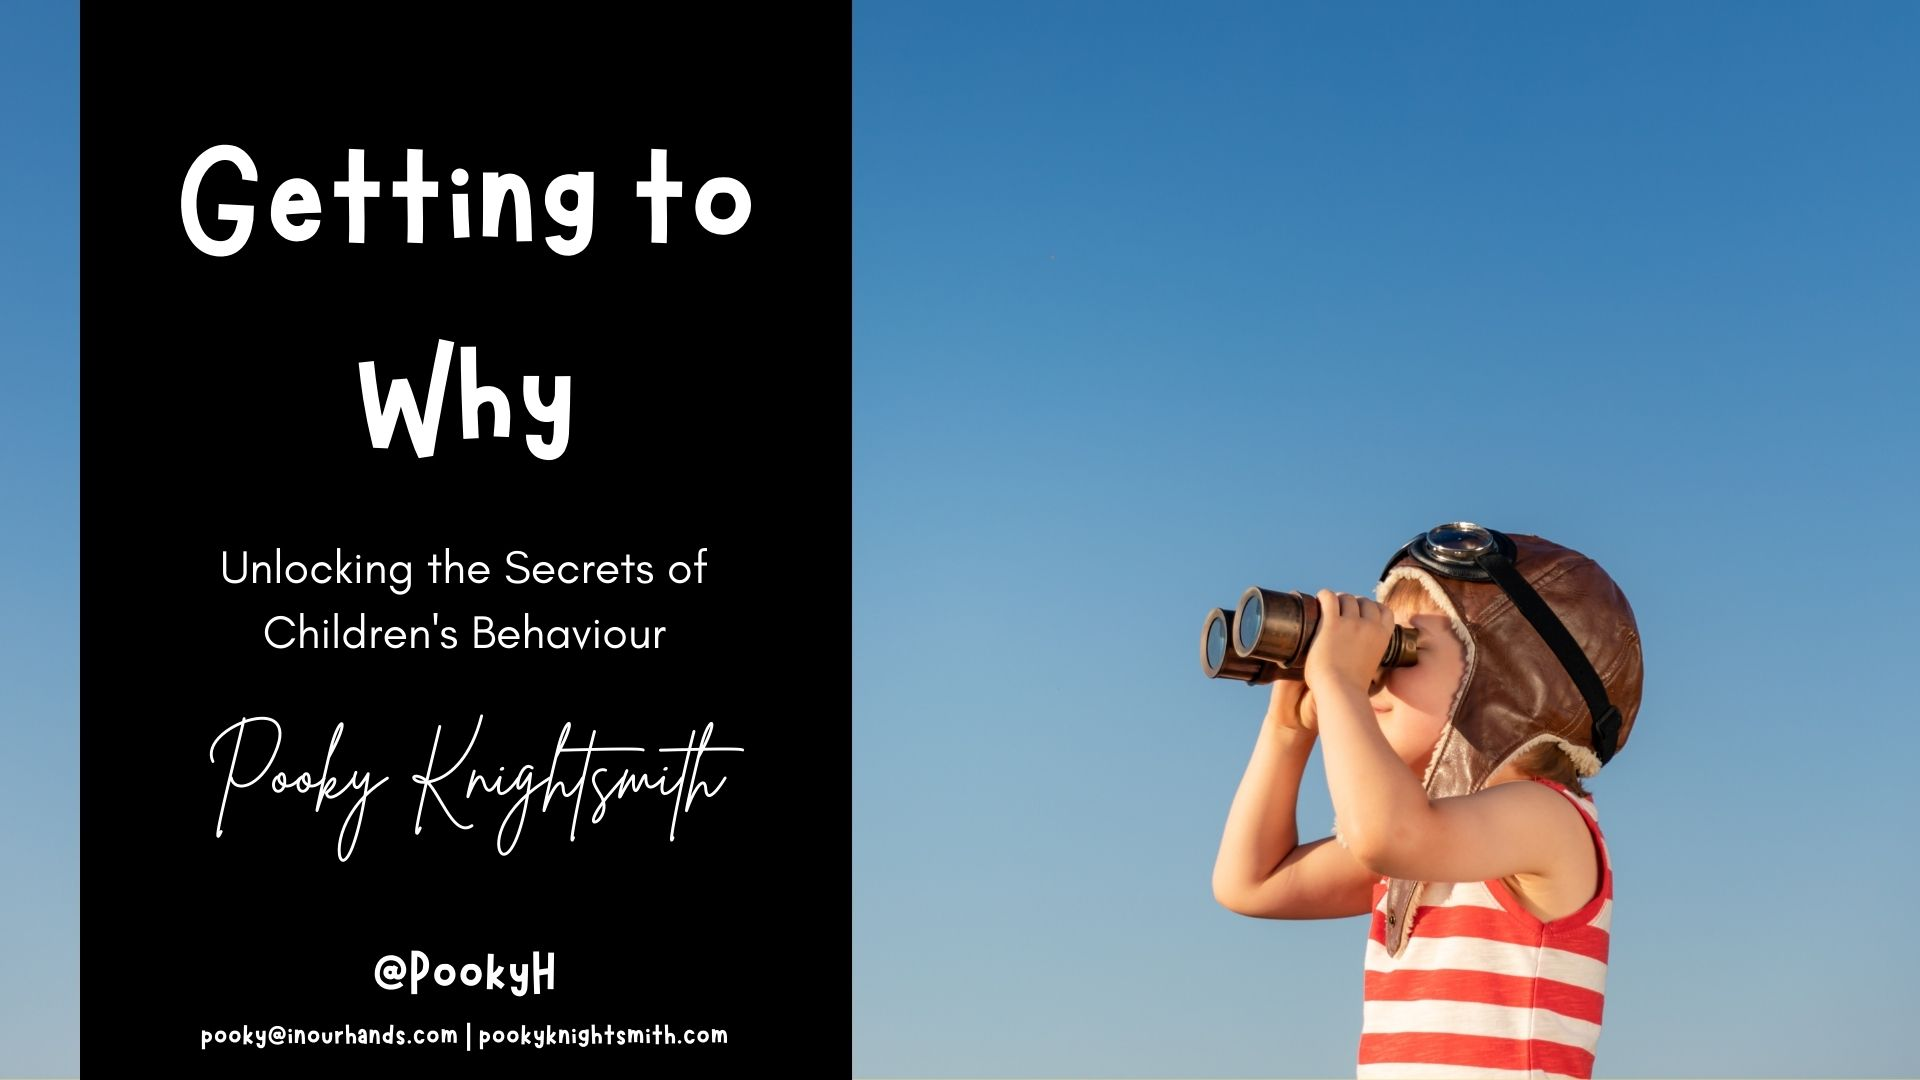 Getting to
Why
Unlocking the Secrets of
Children's Behaviour
Pooky Knightsmith
@PookyH
pooky@inourhands.com | pookyknightsmith.com